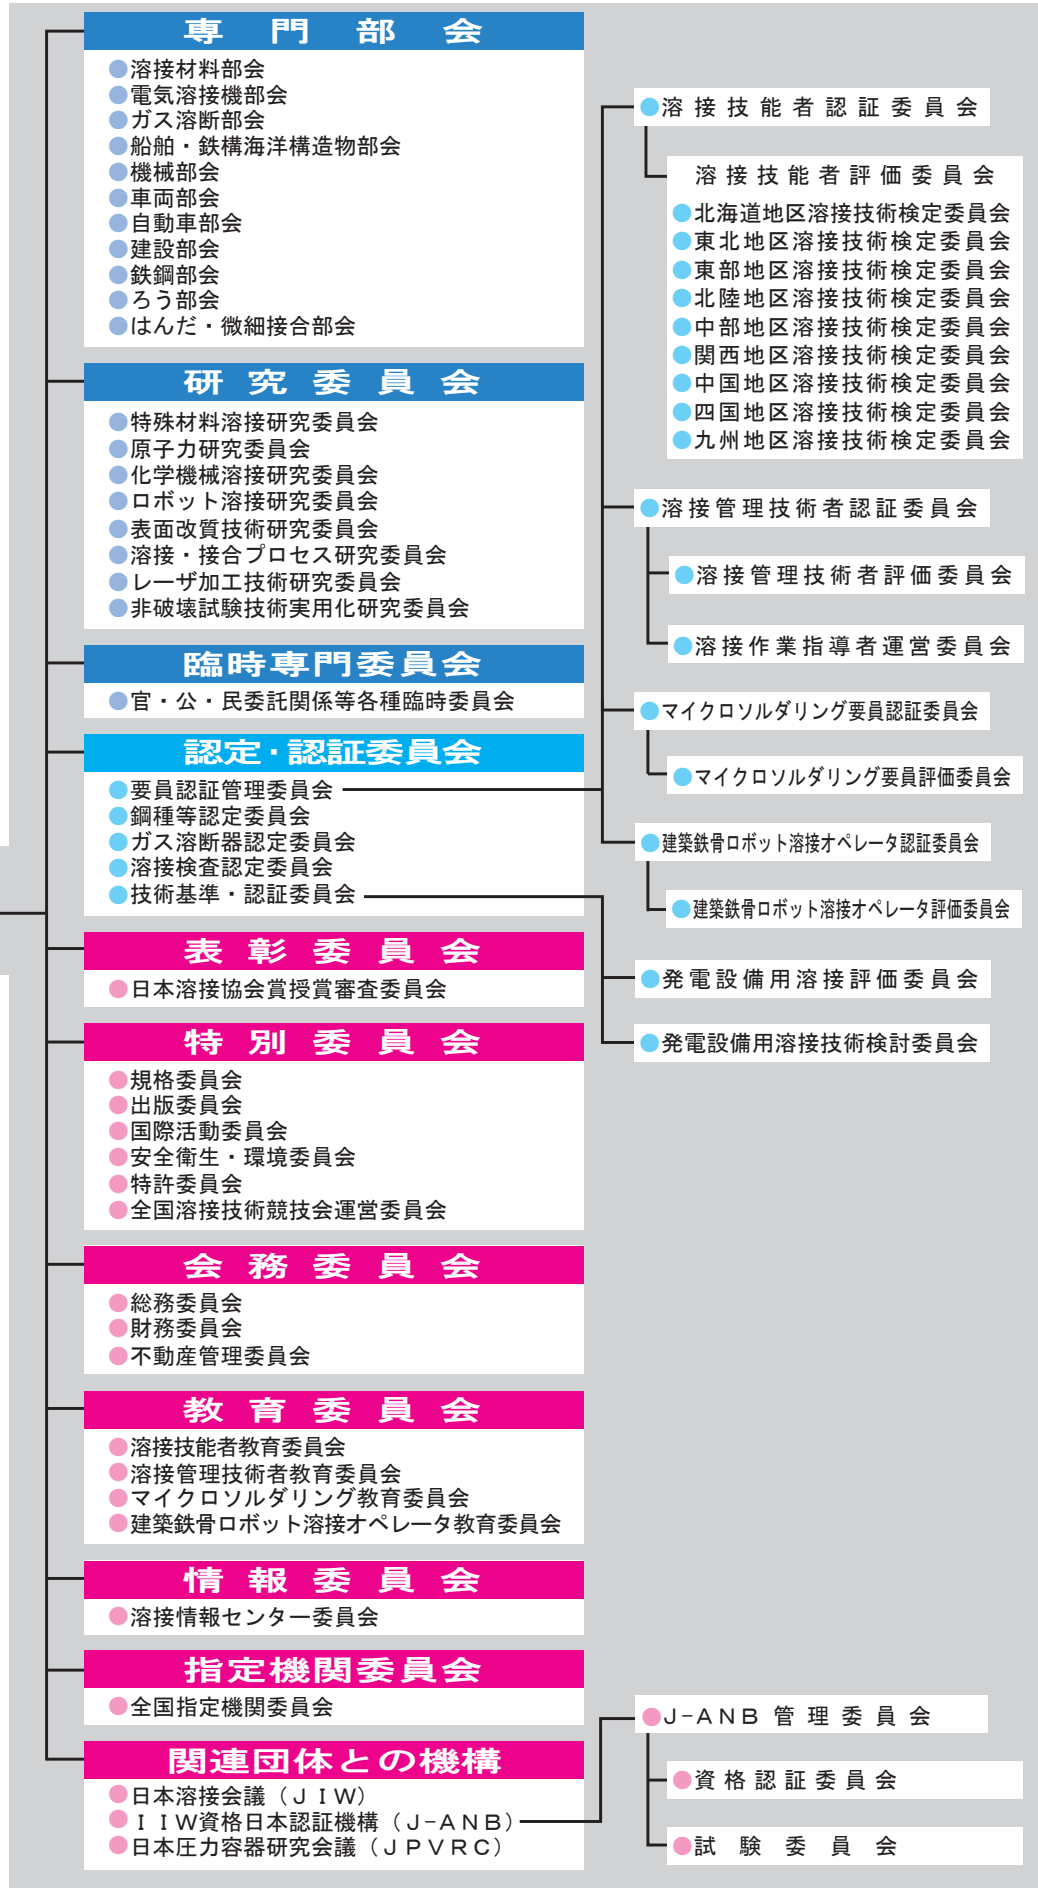 専門部会
●溶接材料部会
●電気溶接機部会
●ガス溶断部会
●船舶・鉄構海洋構造物部会
●機械部会
●車両部会
●自動車部会
●建設部会
●鉄鋼部会
●ろう部会
●はんだ・微細接合部会
研究委員会
●特殊材料溶接研究委員会
●原子力研究委員会
●化学機械溶接研究委員会
●ロボット溶接研究委員会
●表面改質技術研究委員会
●溶接・接合プロセス研究委員会
●レーザ加工技術研究委員会
●非破壊試験技術実用化研究委員会
臨時専門委員会
●官・公・民委託関係等各種臨時委員会
認定・認証委員会
●要員認証管理委員会
●鋼種等認定委員会
●ガス溶断器認定委員会
●溶接検査認定委員会
●技術基準・認証委員会
表彰委員会
●日本溶接協会賞授賞審査委員会
特別委員会
●規格委員会
●出版委員会
●国際活動委員会
●安全衛生・環境委員会
●特許委員会
●全国溶接技術競技会運営委員会
会務委員会
●総務委員会
●財務委員会
●不動産管理委員会
教育委員会
●溶接技能者教育委員会
●溶接管理技術者教育委員会
●マイクロソルダリング教育委員会
●建築鉄骨ロボット溶接オペレータ教育委員会
情報委員会
●溶接情報センター委員会
指定機関委員会
●全国指定機関委員会
関連団体との機構
●日本溶接会議（ＪＩＷ）
●ＩＩＷ資格日本認証機構（Ｊ-ＡＮＢ）
●日本圧力容器研究会議（ＪＰＶＲＣ）
●溶接技能者認証委員会
溶接技能者評価委員会
●北海道地区溶接技術検定委員会
●東北地区溶接技術検定委員会
●東部地区溶接技術検定委員会
●北陸地区溶接技術検定委員会
●中部地区溶接技術検定委員会
●関西地区溶接技術検定委員会
●中国地区溶接技術検定委員会
●四国地区溶接技術検定委員会
●九州地区溶接技術検定委員会
●溶接管理技術者認証委員会
●溶接管理技術者評価委員会
●溶接作業指導者運営委員会
●マイクロソルダリング要員認証委員会
●マイクロソルダリング要員評価委員会
●建築鉄骨ロボット溶接オペレータ認証委員会
●建築鉄骨ロボット溶接オペレータ評価委員会
●発電設備用溶接評価委員会
●発電設備用溶接技術検討委員会
●Ｊ-ＡＮＢ管理委員会
●資格認証委員会
●試験委員会